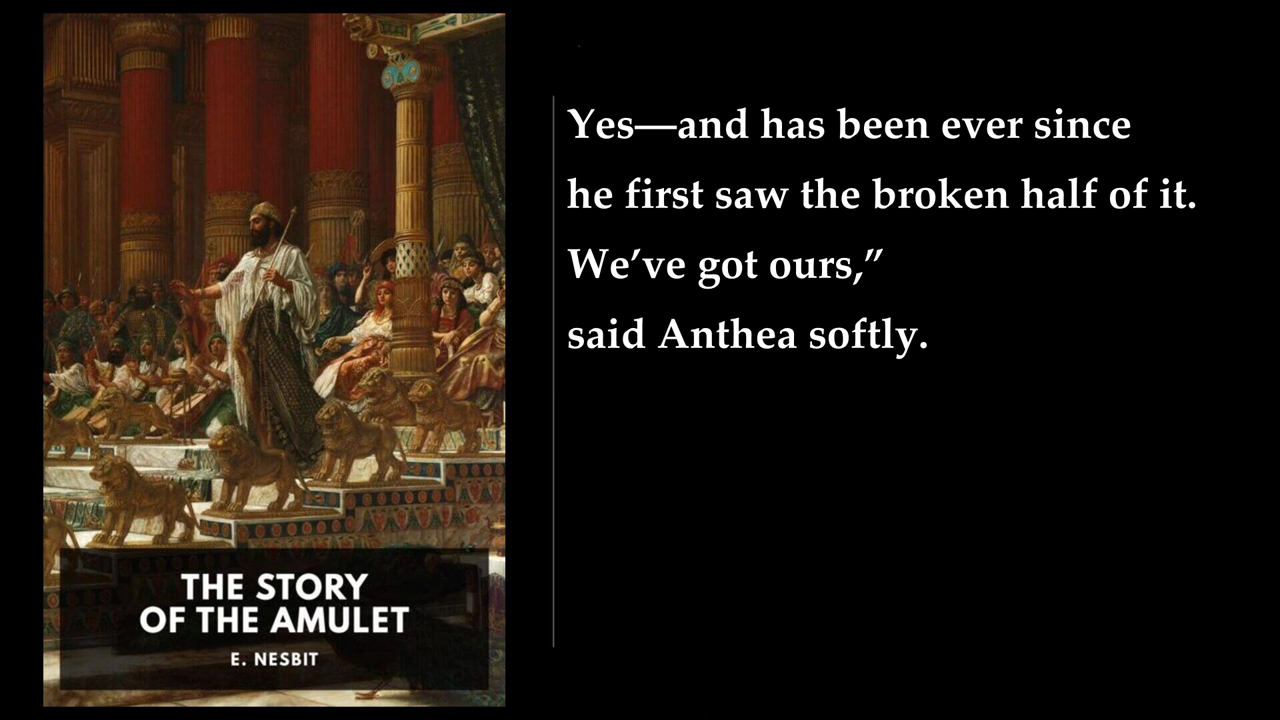 Yes—and has been ever since
he first saw the broken half of it.
We’ve got ours,”
said Anthea softly.
THE STORY
OF THE AMULET
E. NESBIT